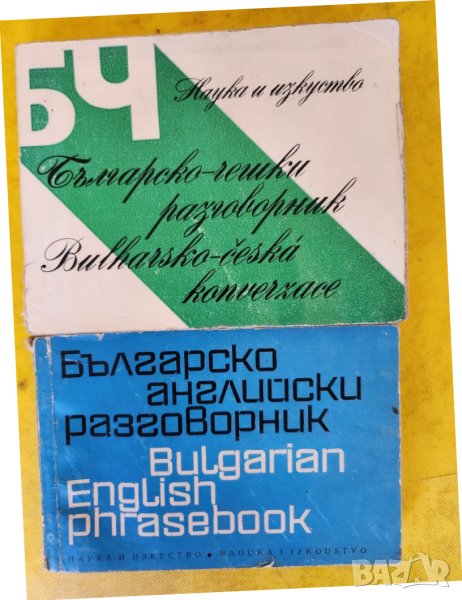 БЧ
Наука и изкуство
Българско-чешки
разговорник
Bulharsko-česká
konverzace
Българско
английски
разговорник
Bulgarian
English
phrasebook
НАУКА И ИЗКУСТВО • NAOUKA I IZKOUSTVO
BAZAR